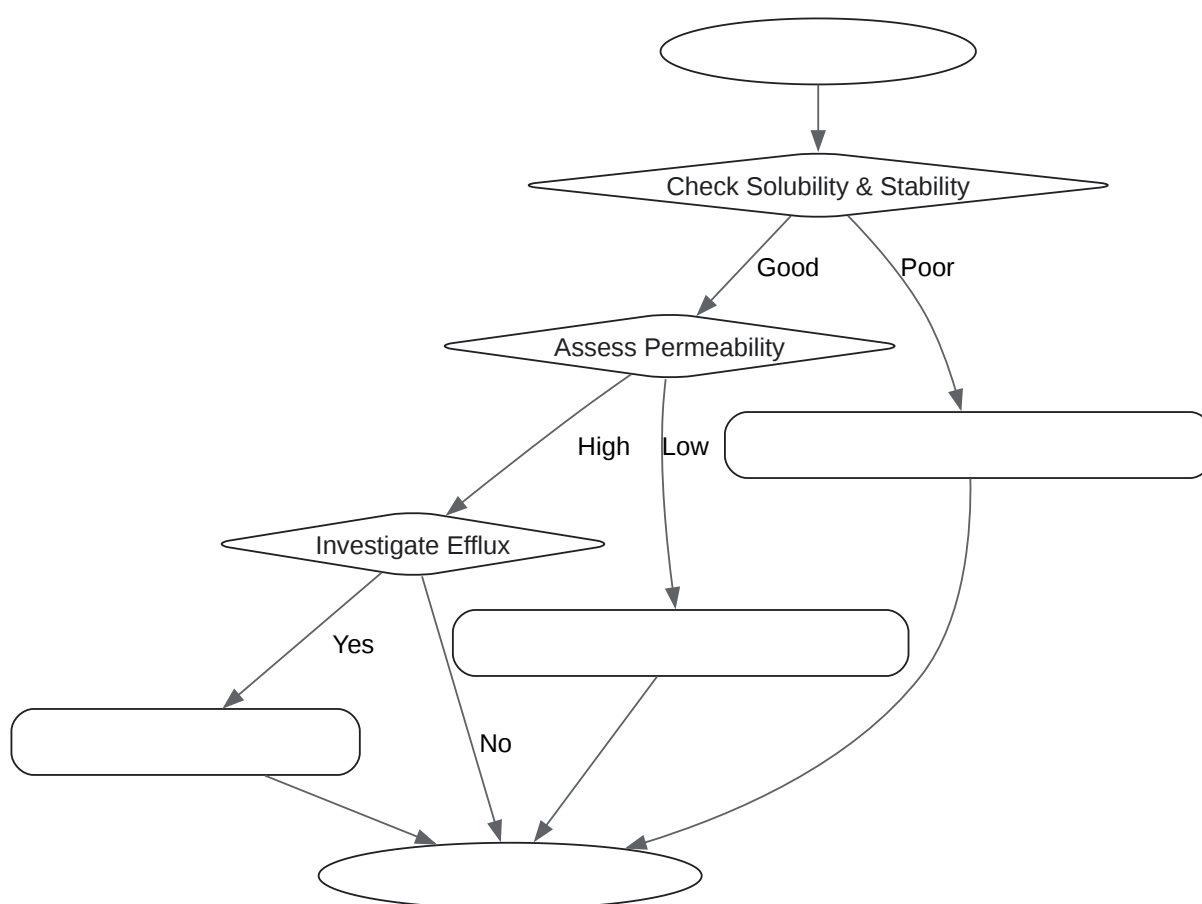 Check Solubility & Stability
Good
Poor
Assess Permeability
High
Low
Investigate Efflux
Yes
No